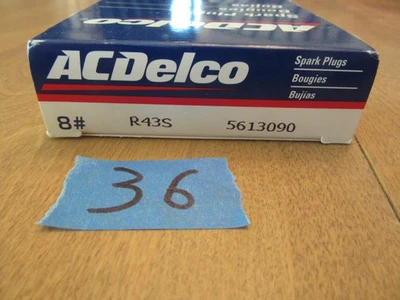 ACDelco
Spark Plugs
Bougies
Bujías
8# R43S 5613090
36